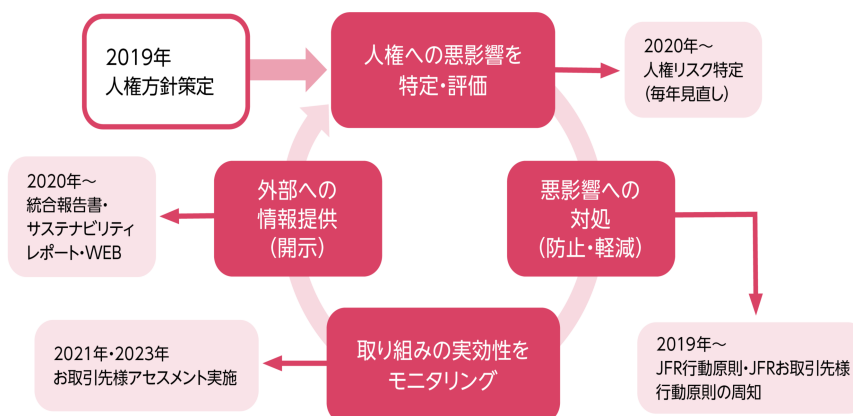 2019年
人権方針策定
人権への悪影響を
特定・評価
2020年～
人権リスク特定
(毎年見直し)
2020年～
統合報告書・
サステナビリティ
レポート・WEB
外部への
情報提供
(開示)
悪影響への
対処
(防止・軽減)
2021年・2023年
お取引先様アセスメント実施
取り組みの実効性を
モニタリング
2019年～
JFR行動原則・JFRお取引先様
行動原則の周知